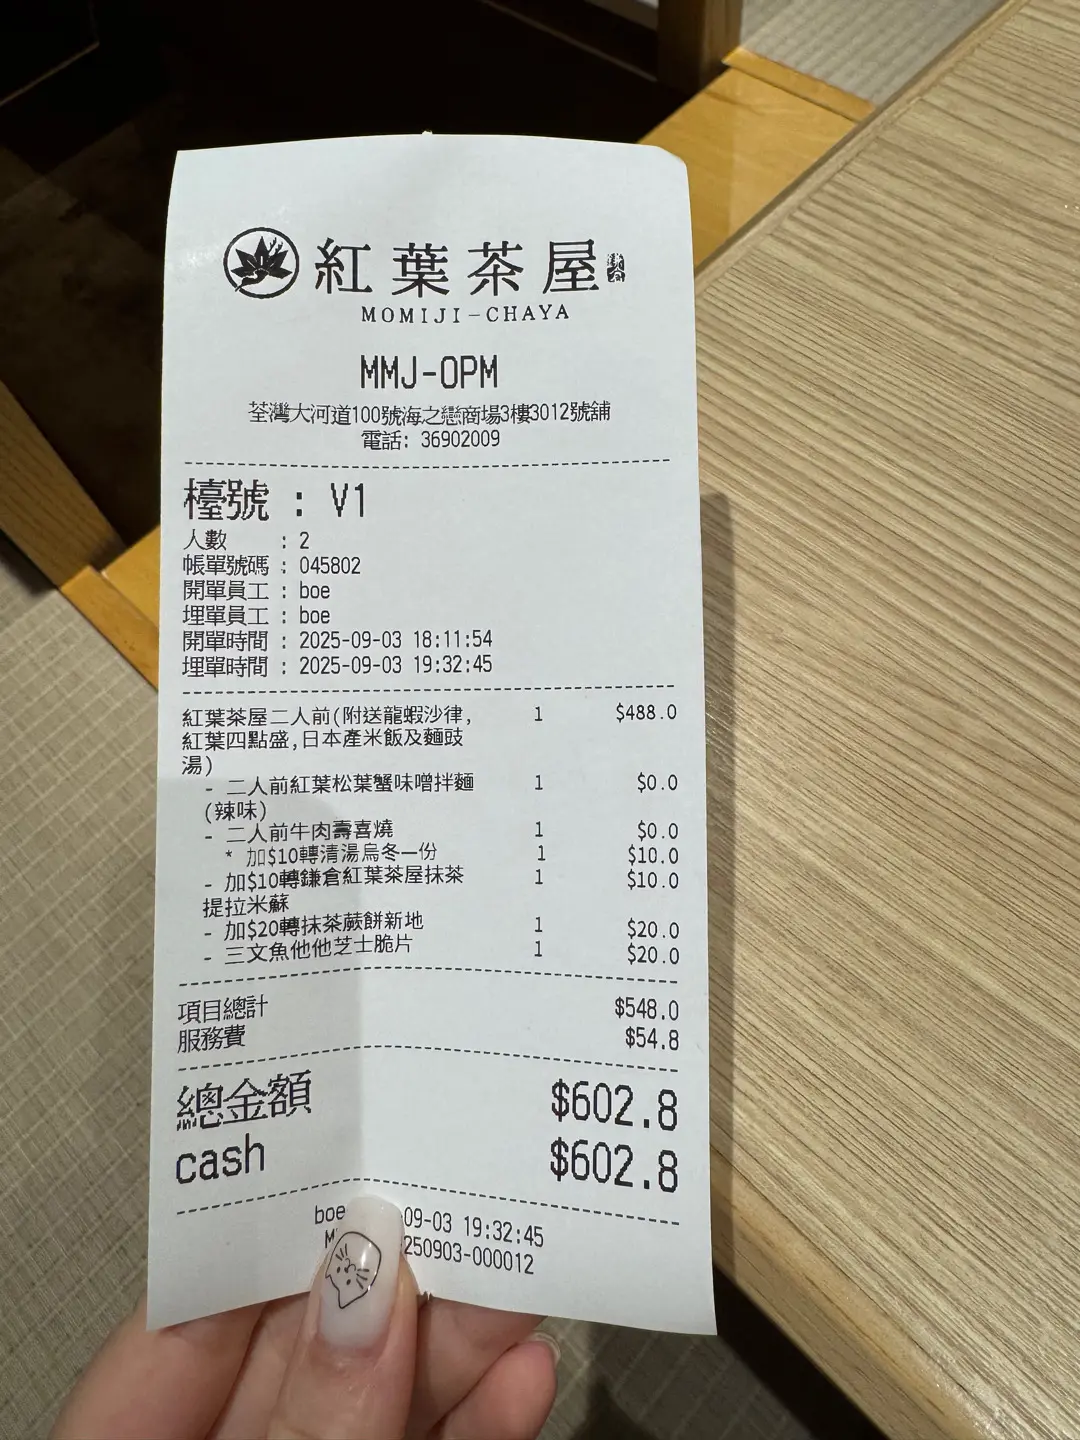 紅葉茶屋 鎌倉
MOMIJI-CHAYA
MMJ-OPM
荃灣大河道100號海之戀商場3樓3012號舖
電話: 36902009
檯號 : V1
人數 : 2
帳單號碼 : 045802
開單員工 : boe
埋單員工 : boe
開單時間 : 2025-09-03 18:11:54
埋單時間 : 2025-09-03 19:32:45
紅葉茶屋二人前(附送龍蝦沙律, 1 $488.0
紅葉四點盛,日本產米飯及麵豉
湯)
- 二人前紅葉松葉蟹味噌拌麵 1 $0.0
(辣味)
- 二人前牛肉壽喜燒 1 $0.0
* 加$10轉清湯烏冬一份 1 $10.0
- 加$10轉鎌倉紅葉茶屋抹茶 1 $10.0
提拉米蘇
- 加$20轉抹茶蕨餅新地 1 $20.0
- 三文魚他他芝士脆片 1 $20.0
項目總計 $548.0
服務費 $54.8
總金額 $602.8
cash $602.8
boe 09-03 19:32:45
250903-000012